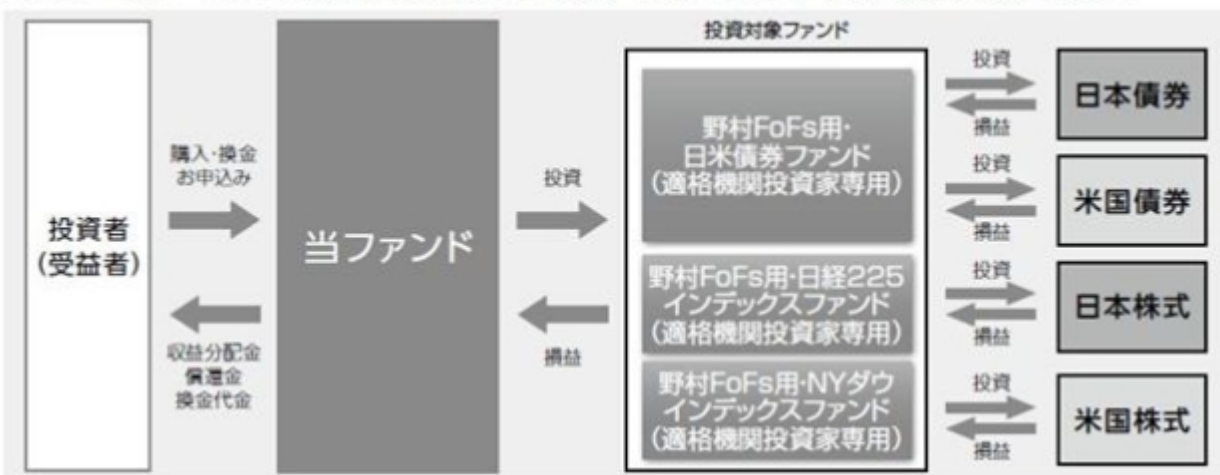 投資対象ファンド
投資者
(受益者)
購入・換金
お申込み
収益分配金
償還金
換金代金
当ファンド
投資
損益
野村FoFs用・
日米債券ファンド
(適格機関投資家専用)
野村FoFs用・日経225
インデックスファンド
(適格機関投資家専用)
野村FoFs用・NYダウ
インデックスファンド
(適格機関投資家専用)
投資
損益
日本債券
投資
損益
米国債券
投資
損益
日本株式
投資
損益
米国株式